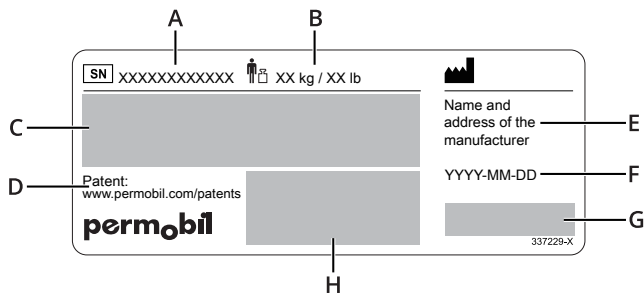 A
B
SN XXXXXXXXXXXX XX kg / XX lb
C
Name and
address of the
manufacturer
E
D
Patent:
www.permobil.com/patents
YYYY-MM-DD
F
permobil
G
337229-X
H